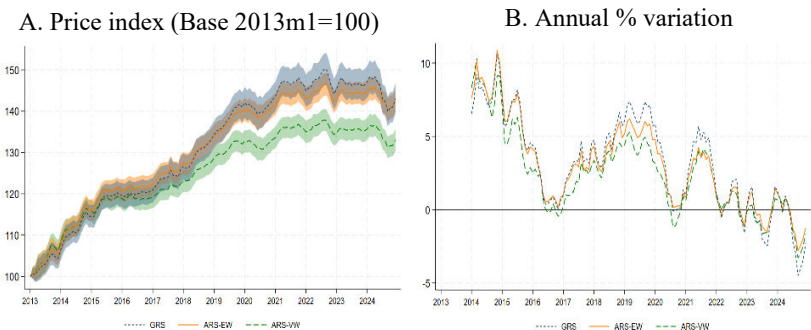 A. Price index (Base 2013m1=100)
B. Annual % variation
150
140
130
120
110
100
2013 2014 2015 2016 2017 2018 2019 2020 2021 2022 2023 2024
GRS ARS-EW ARS-VW
10
5
0
-5
2013 2014 2015 2016 2017 2018 2019 2020 2021 2022 2023 2024
GRS ARS-EW ARS-VW